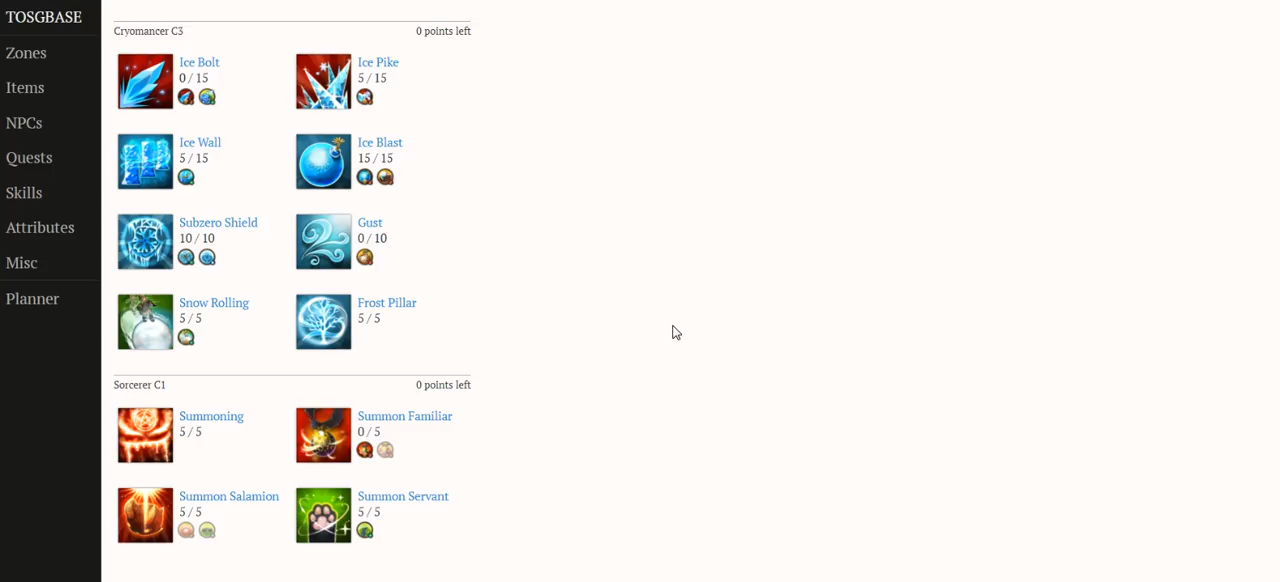 TOSGBASE
Zones
Items
NPCs
Quests
Skills
Attributes
Misc
Planner
Cryomancer C3 0 points left
Ice Bolt
0 / 15
Ice Pike
5 / 15
Ice Wall
5 / 15
Ice Blast
15 / 15
Subzero Shield
10 / 10
Gust
0 / 10
Snow Rolling
5 / 5
Frost Pillar
5 / 5
Sorcerer C1 0 points left
Summoning
5 / 5
Summon Familiar
0 / 5
Summon Salamion
5 / 5
Summon Servant
5 / 5